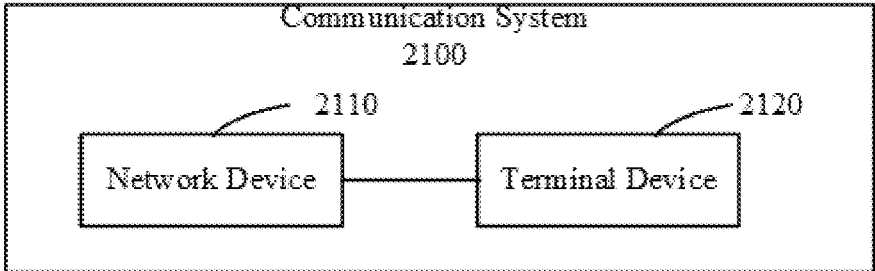 Communication System
2100
2110
2120
Network Device
Terminal Device